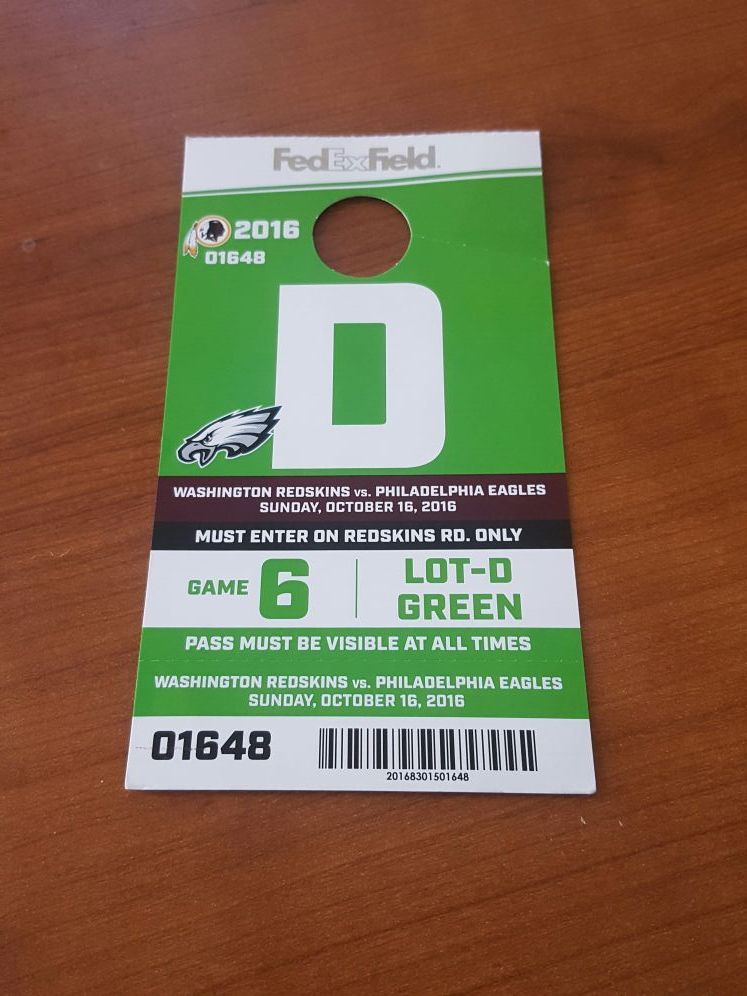 FedExField
2016
01648
D
WASHINGTON REDSKINS vs. PHILADELPHIA EAGLES
SUNDAY, OCTOBER 16, 2016
MUST ENTER ON REDSKINS RD. ONLY
GAME 6
LOT-D
GREEN
PASS MUST BE VISIBLE AT ALL TIMES
WASHINGTON REDSKINS vs. PHILADELPHIA EAGLES
SUNDAY, OCTOBER 16, 2016
01648
20168301501648